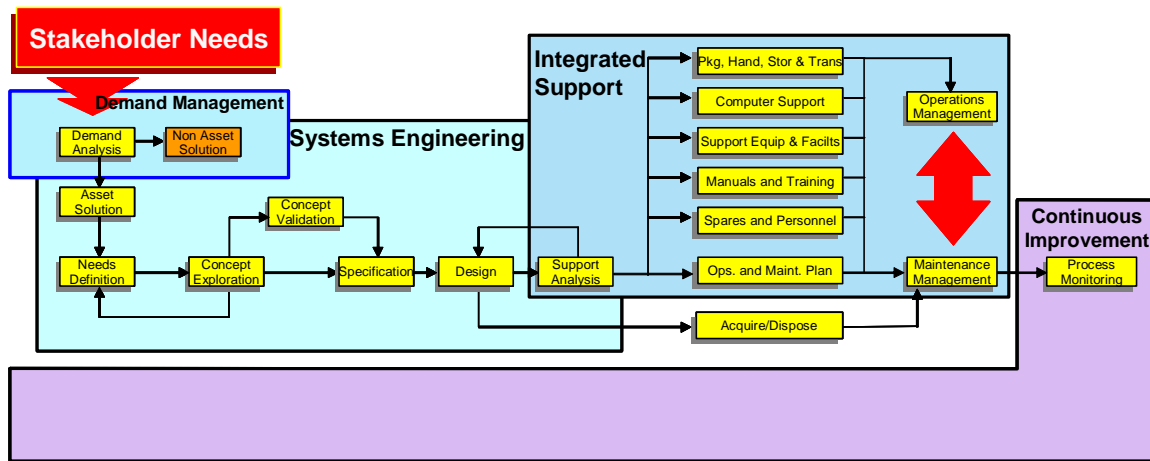 Stakeholder Needs
Demand Management
Demand
Analysis
Non Asset
Solution
Systems Engineering
Integrated
Support
Pkg, Hand, Stor & Trans
Computer Support
Support Equip & Facilts
Manuals and Training
Spares and Personnel
Ops. and Maint. Plan
Operations
Management
Asset
Solution
Concept
Validation
Needs
Definition
Concept
Exploration
Specification
Design
Support
Analysis
Maintenance
Management
Acquire/Dispose
Continuous
Improvement
Process
Monitoring